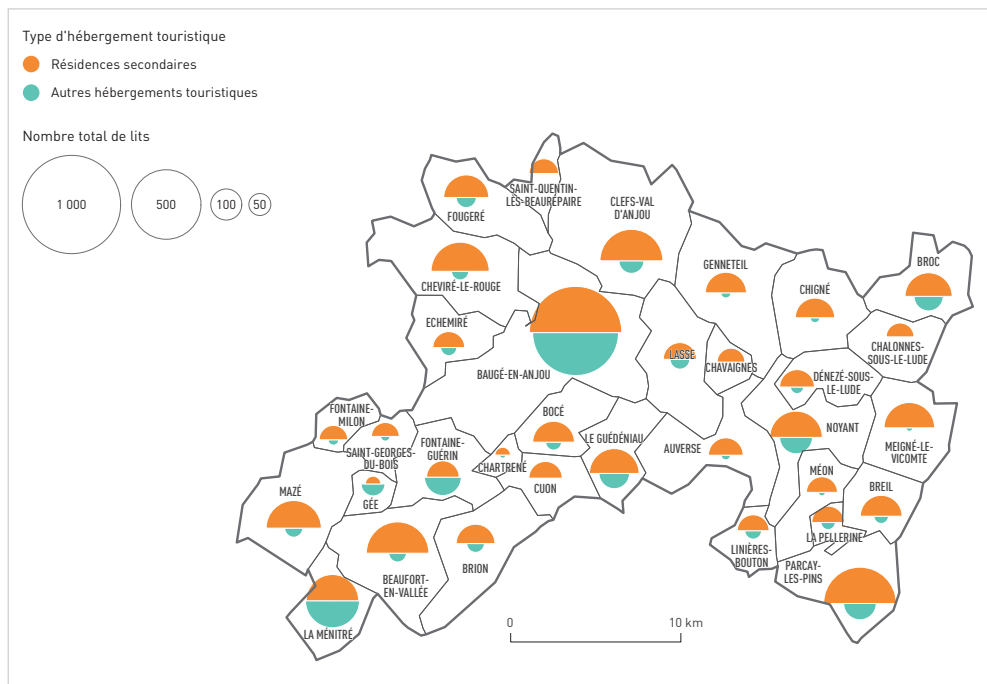 Type d'hébergement touristique
Résidences secondaires
Autres hébergements touristiques
Nombre total de lits
1 000
500
100
50
SAINT-QUENTIN-
LÈS-BEAUREPAIRE
FOUGERÉ
CLEFS-VAL
D'ANJOU
CHEVIRÉ-LE-ROUGE
GENNETEIL
BROC
CHIGNÉ
ECHEMIRÉ
CHALONNES-
SOUS-LE-LUDE
LASSE
CHAVAIGNES
BAUGÉ-EN-ANJOU
DÉNEZÉ-SOUS-
LE-LUDE
FONTAINE-
MILON
BOCÉ
NOYANT
SAINT-GEORGES-
DU-BOIS
FONTAINE-
GUÉRIN
LE GUÉDÉNIAU
AUVERSE
MEIGNÉ-LE-
VICOMTE
CHARTRENÉ
CUON
MÉON
BREIL
MAZÉ
GÉE
LA PELLERINE
LINIÈRES-
BOUTON
BRION
BEAUFORT-
EN-VALLÉE
PARCAY-
LES-PINS
LA MÉNITRÉ
0
10 km